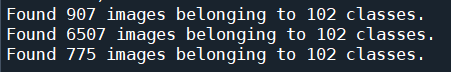 Found 907 images belonging to 102 classes.
Found 6507 images belonging to 102 classes.
Found 775 images belonging to 102 classes.